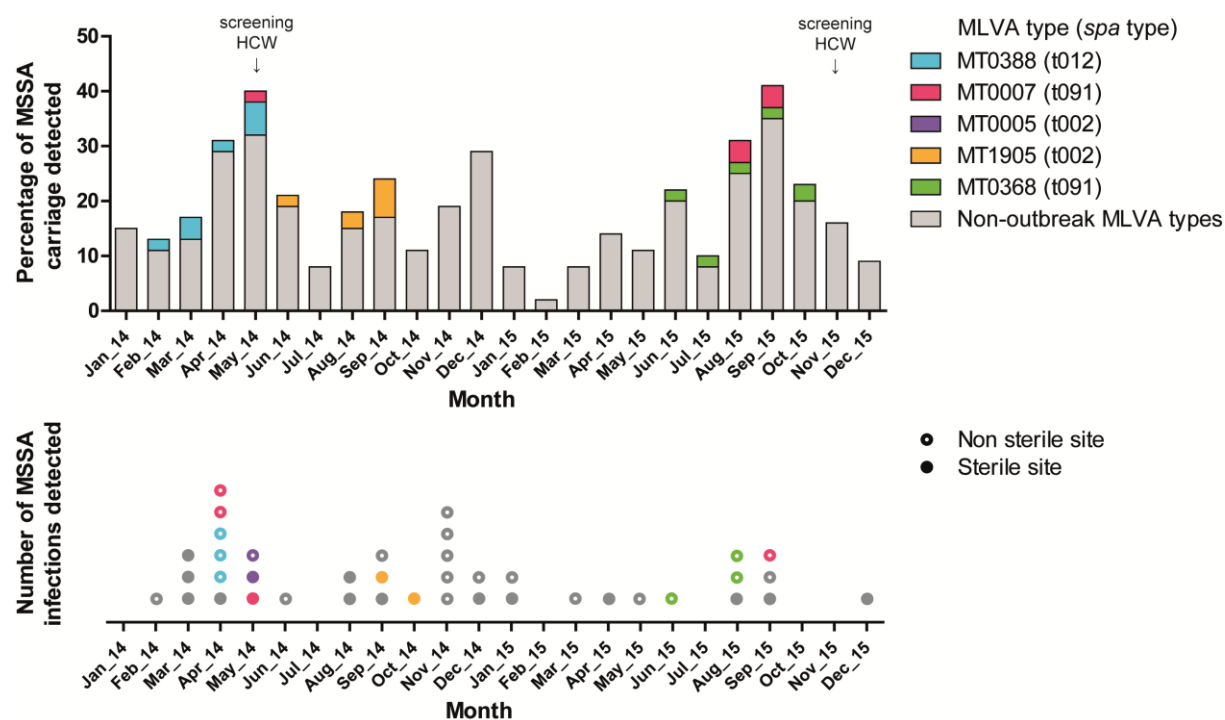 screening
HCW
↓
screening
HCW
↓
Percentage of MSSA
carriage detected
50
40
30
20
10
0
Jan_14
Feb_14
Mar_14
Apr_14
May_14
Jun_14
Jul_14
Aug_14
Sep_14
Oct_14
Nov_14
Dec_14
Jan_15
Feb_15
Mar_15
Apr_15
May_15
Jun_15
Jul_15
Aug_15
Sep_15
Oct_15
Nov_15
Dec_15
Month
MLVA type (spa type)
MT0388 (t012)
MT0007 (t091)
MT0005 (t002)
MT1905 (t002)
MT0368 (t091)
Non-outbreak MLVA types
Number of MSSA
infections detected
Jan_14
Feb_14
Mar_14
Apr_14
May_14
Jun_14
Jul_14
Aug_14
Sep_14
Oct_14
Nov_14
Dec_14
Jan_15
Feb_15
Mar_15
Apr_15
May_15
Jun_15
Jul_15
Aug_15
Sep_15
Oct_15
Nov_15
Dec_15
Month
Non sterile site
Sterile site